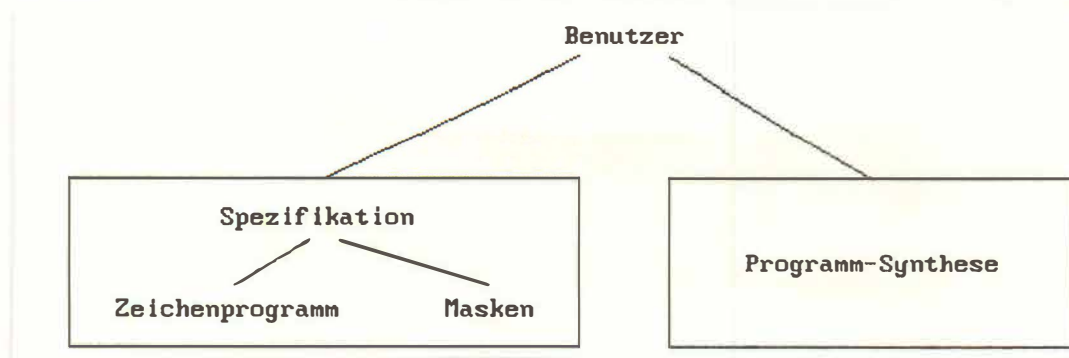 Benutzer
Spezifikation
Programm-Synthese
Zeichenprogramm Masken